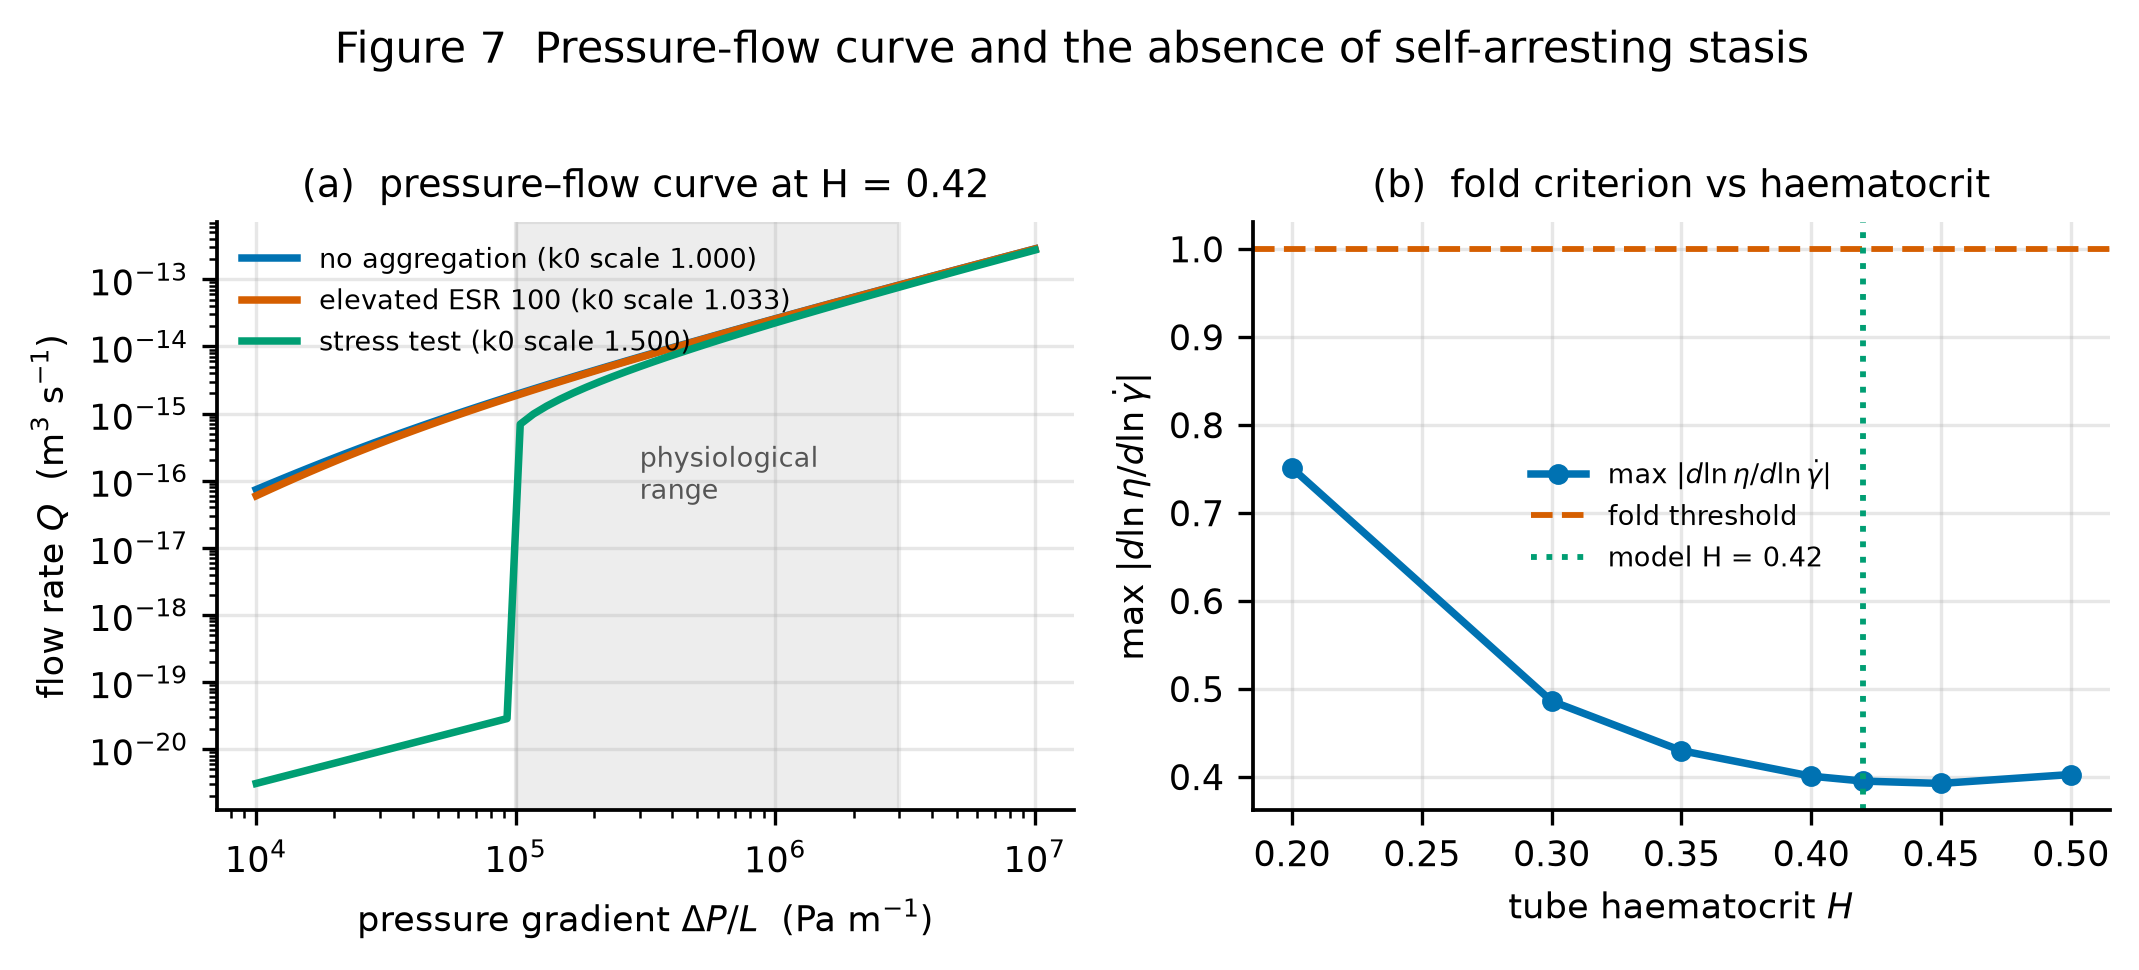 Figure 7  Pressure-flow curve and the absence of self-arresting stasis
(a)  pressure–flow curve at H = 0.42
no aggregation (k0 scale 1.000)
elevated ESR 100 (k0 scale 1.033)
stress test (k0 scale 1.500)
physiological
range
10⁻¹³
10⁻¹⁴
10⁻¹⁵
10⁻¹⁶
10⁻¹⁷
10⁻¹⁸
10⁻¹⁹
10⁻²⁰
flow rate Q  (m³ s⁻¹)
10⁴ 10⁵ 10⁶ 10⁷
pressure gradient ΔP/L  (Pa m⁻¹)
(b)  fold criterion vs haematocrit
1.0
0.9
0.8
0.7
0.6
0.5
0.4
max |dln η/dln γ̇|
max |dln η/dln γ̇|
fold threshold
model H = 0.42
0.20 0.25 0.30 0.35 0.40 0.45 0.50
tube haematocrit H